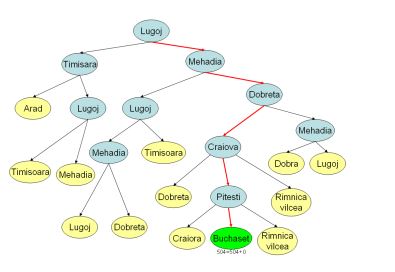 Lugoj
Timisara
Mehadia
Dobreta
Arad
Lugoj
Lugoj
Mehadia
Craiova
Mehadia
Timisoara
Dobra
Lugoj
Timisoara
Mehadia
Dobreta
Pitesti
Rimnica
vilcea
Lugoj
Dobreta
Craiora
Buchaset
Rimnica
vilcea
504=504+0